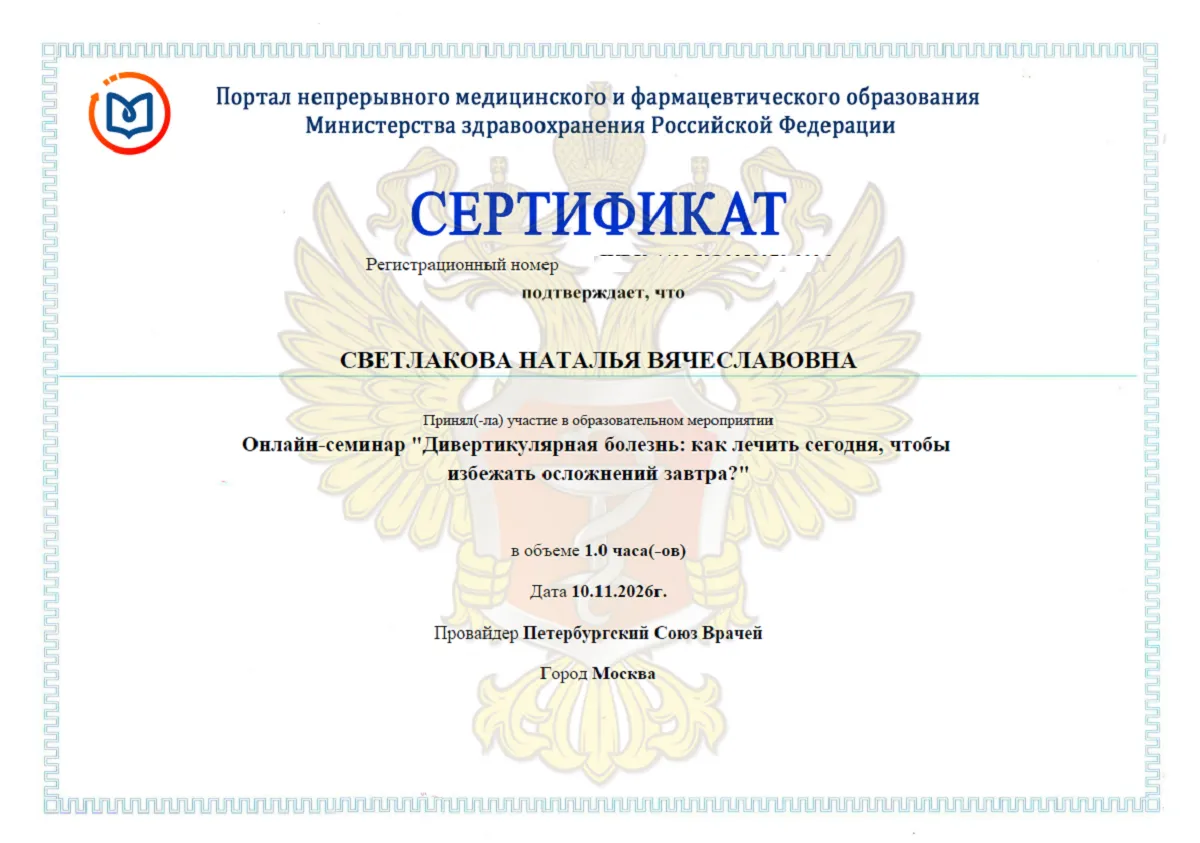 Портал непрерывного медицинского и фармацевтического образования
Министерства здравоохранения Российской Федерации
СЕРТИФИКАТ
Регистрационный номер
подтверждает, что
СВЕТЛАКОВА НАТАЛЬЯ ВЯЧЕСЛАВОВНА
Принял(-ла) участие в образовательном мероприятии
Онлайн-семинар "Дивертикулярная болезнь: как лечить сегодня, чтобы
избежать осложнений завтра?"
в объеме 1.0 часа(-ов)
Дата 10.11.2026г.
Провайдер Петербургский Союз Врачей
Город Москва